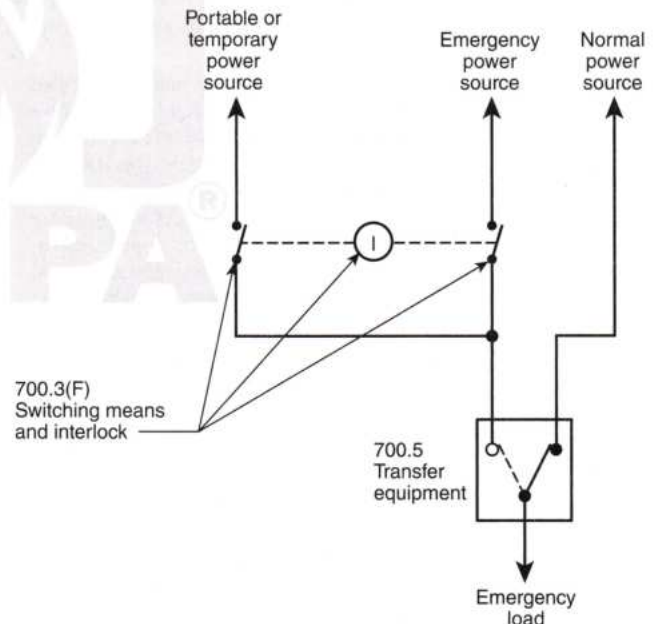 Portable or
temporary
power
source
Emergency
power
source
Normal
power
source
I
700.3(F)
Switching means
and interlock
700.5
Transfer
equipment
Emergency
load
PA
®